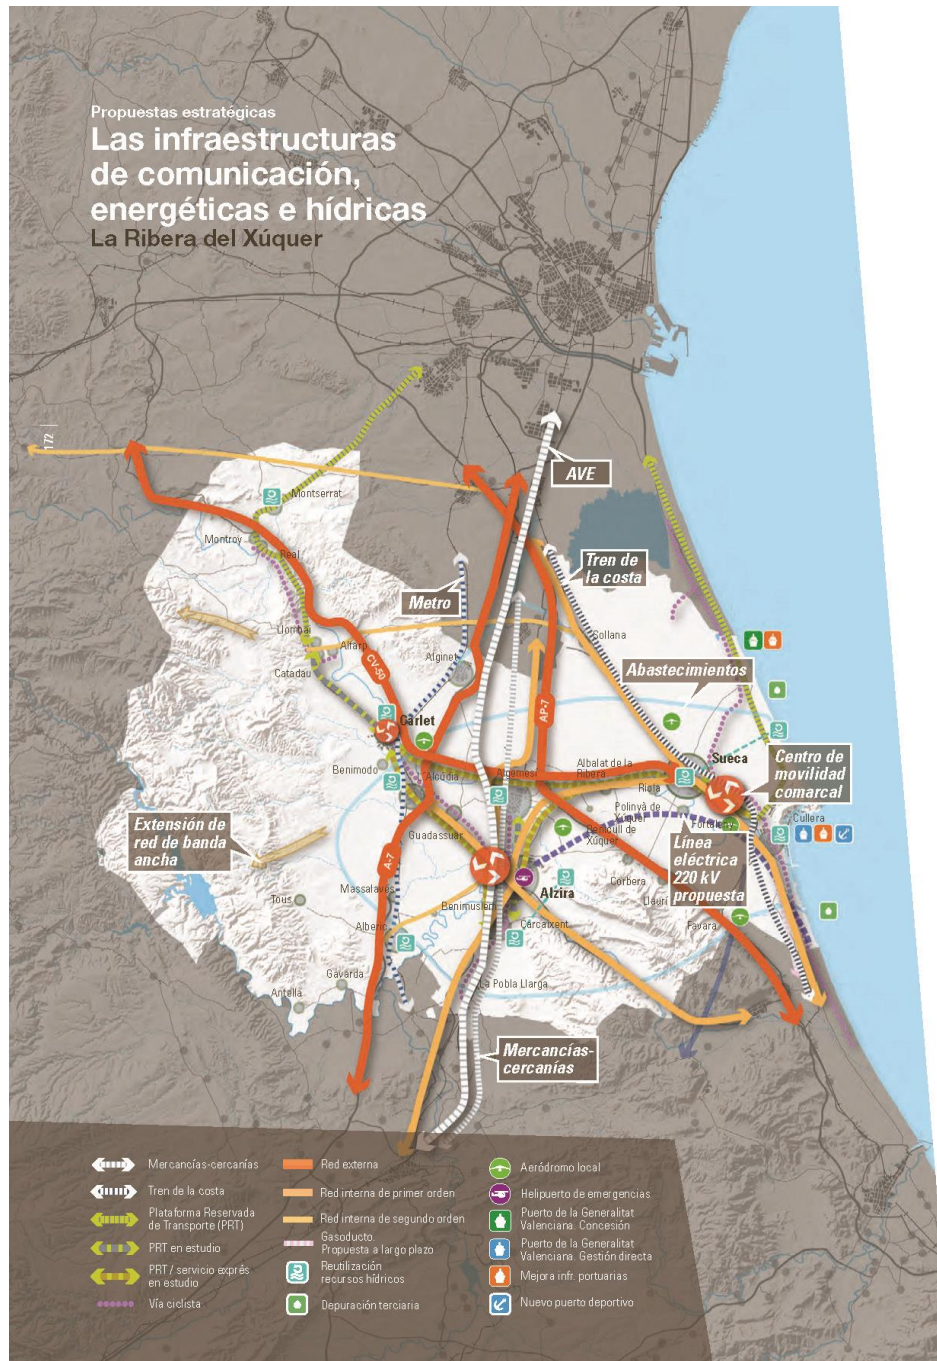 Propuestas estratégicas
Las infraestructuras
de comunicación,
energéticas e hídricas
La Ribera del Xúquer
172
AVE
Montserrat
Montroy
Real
Tren de
la costa
Metro
Llombai
Alfarp
Sollana
Catadau
CV-50
Alginet
Abastecimientos
AP-7
Carlet
Sueca
Centro de
movilidad
comarcal
Benimodo
Alcúdia
Algemesí
Albalat de la
Ribera
Riola
Polinyà de
Xúquer
Fortaleny
Cullera
Extensión de
red de banda
ancha
Guadassuar
Benicull de
Xúquer
Línea
eléctrica
220 kV
propuesta
A-7
Massalavés
Alzira
Corbera
Llaurí
Tous
Benimuslem
Alberic
Carcaixent
Favara
Gavarda
La Pobla Llarga
Antella
Mercancías-
cercanías
Mercancías-cercanías
Tren de la costa
Plataforma Reservada
de Transporte (PRT)
PRT en estudio
PRT / servicio exprés
en estudio
Vía ciclista
Red externa
Red interna de primer orden
Red interna de segundo orden
Gasoducto.
Propuesta a largo plazo
Reutilización
recursos hídricos
Depuración terciaria
Aeródromo local
Helipuerto de emergencias
Puerto de la Generalitat
Valenciana. Concesión
Puerto de la Generalitat
Valenciana. Gestión directa
Mejora infr. portuarias
Nuevo puerto deportivo